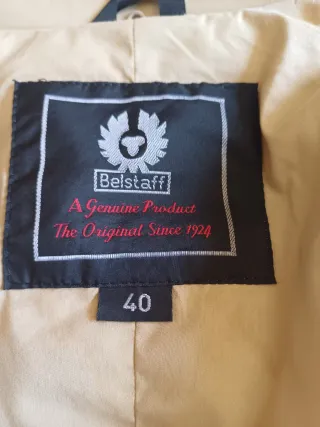 Belstaff
A Genuine Product
The Original Since 1924
40